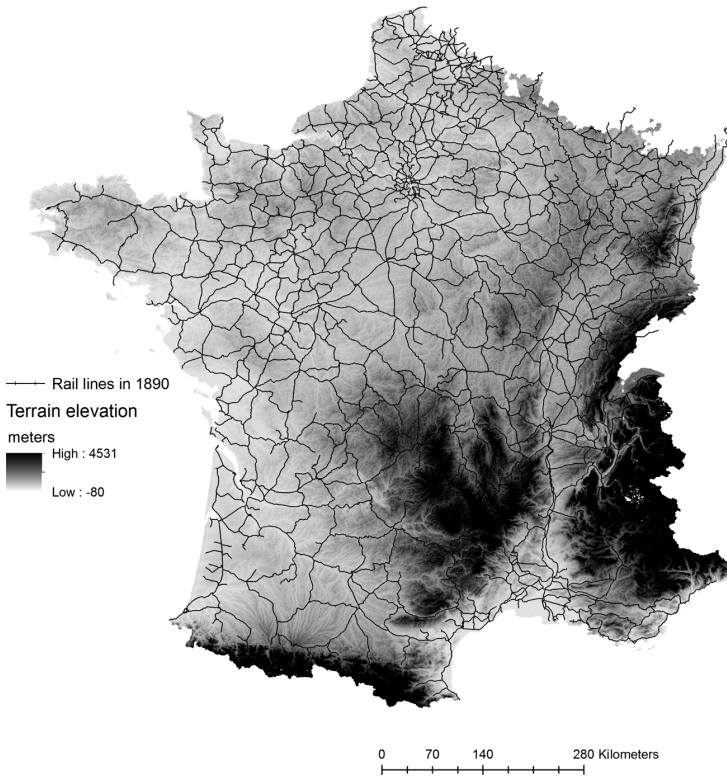 Rail lines in 1890
Terrain elevation
meters
High : 4531
Low : -80
0 70 140 280 Kilometers